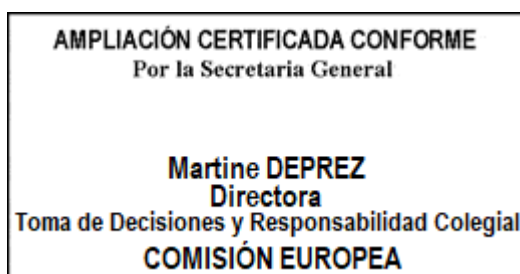 AMPLIACIÓN CERTIFICADA CONFORME
Por la Secretaria General
Martine DEPREZ
Directora
Toma de Decisiones y Responsabilidad Colegial
COMISIÓN EUROPEA